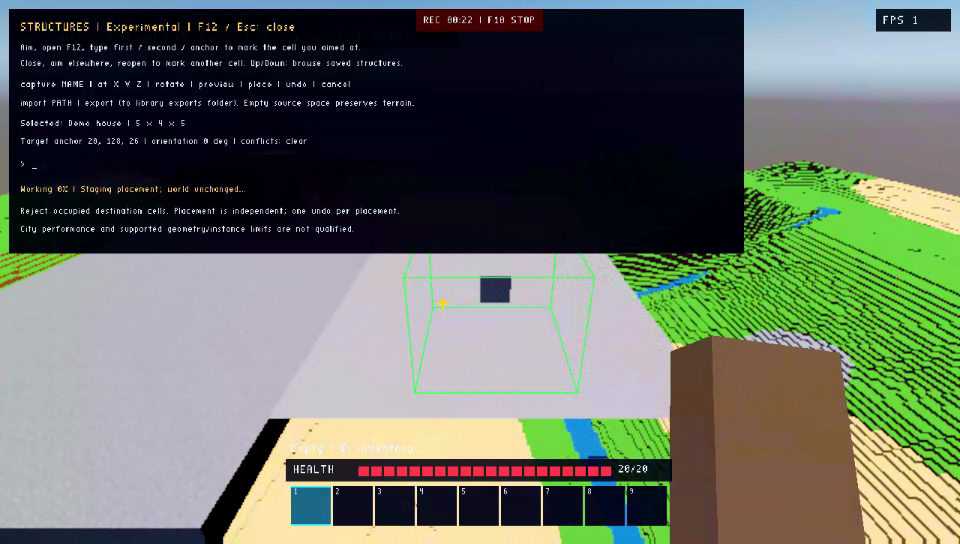 STRUCTURES | Experimental | F12 / Esc: close
REC 00:22 | F10 STOP
FPS 1
Aim, open F12, type first / second / anchor to mark the cell you aimed at.
Close, aim elsewhere, reopen to mark another cell. Up/Down: browse saved structures.
capture NAME | at X Y Z | rotate | preview | place | undo | cancel
import PATH | export (to library exports folder). Empty source space preserves terrain.
Selected: Demo house | 5 x 4 x 5
Target anchor 20, 128, 26 | orientation 0 deg | conflicts: clear
> _
Working 0% | Staging placement; world unchanged...
Reject occupied destination cells. Placement is independent; one undo per placement.
City performance and supported geometry/instance limits are not qualified.
Empty | E: Inventory
HEALTH 20/20
1 2 3 4 5 6 7 8 9